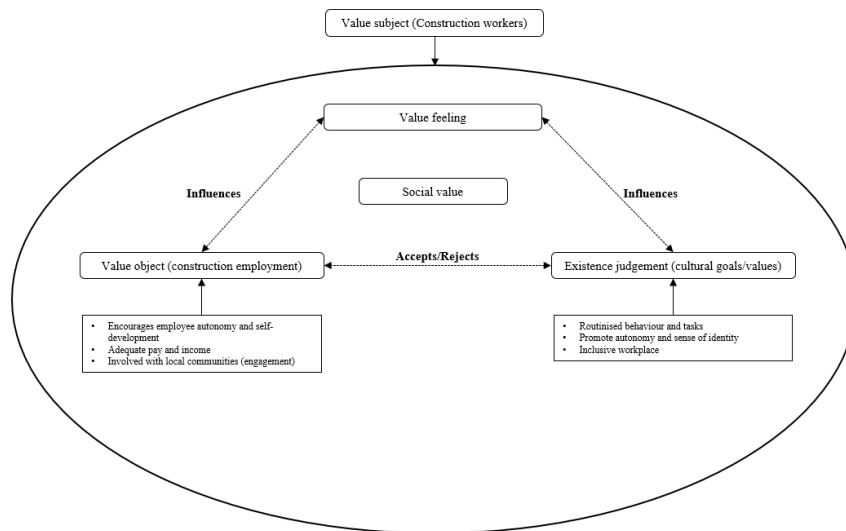 Value subject (Construction workers)
Value feeling
Influences
Influences
Social value
Accepts/Rejects
Value object (construction employment)
Existence judgement (cultural goals/values)
• Encourages employee autonomy and self-
development
• Adequate pay and income
• Involved with local communities (engagement)
• Routinised behaviour and tasks
• Promote autonomy and sense of identity
• Inclusive workplace